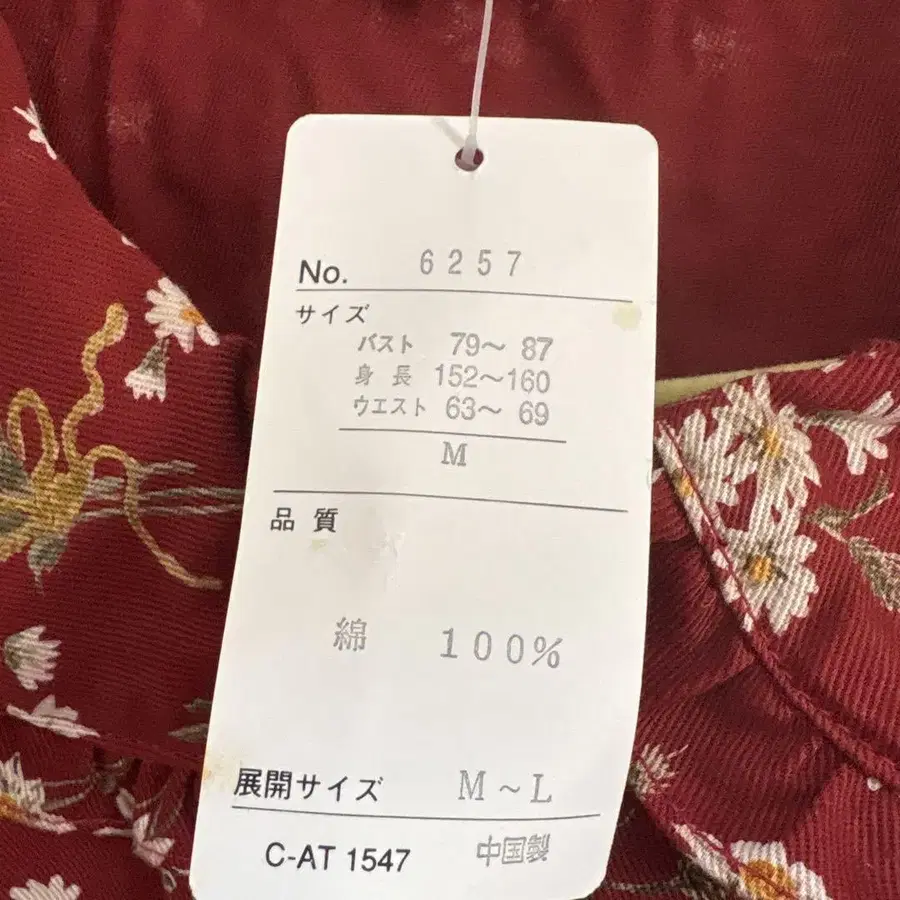 No. 6257
サイズ
バスト 79〜 87
身長 152〜160
ウエスト 63〜 69
M
品質
綿 100%
展開サイズ M〜L
C-AT 1547 中国製